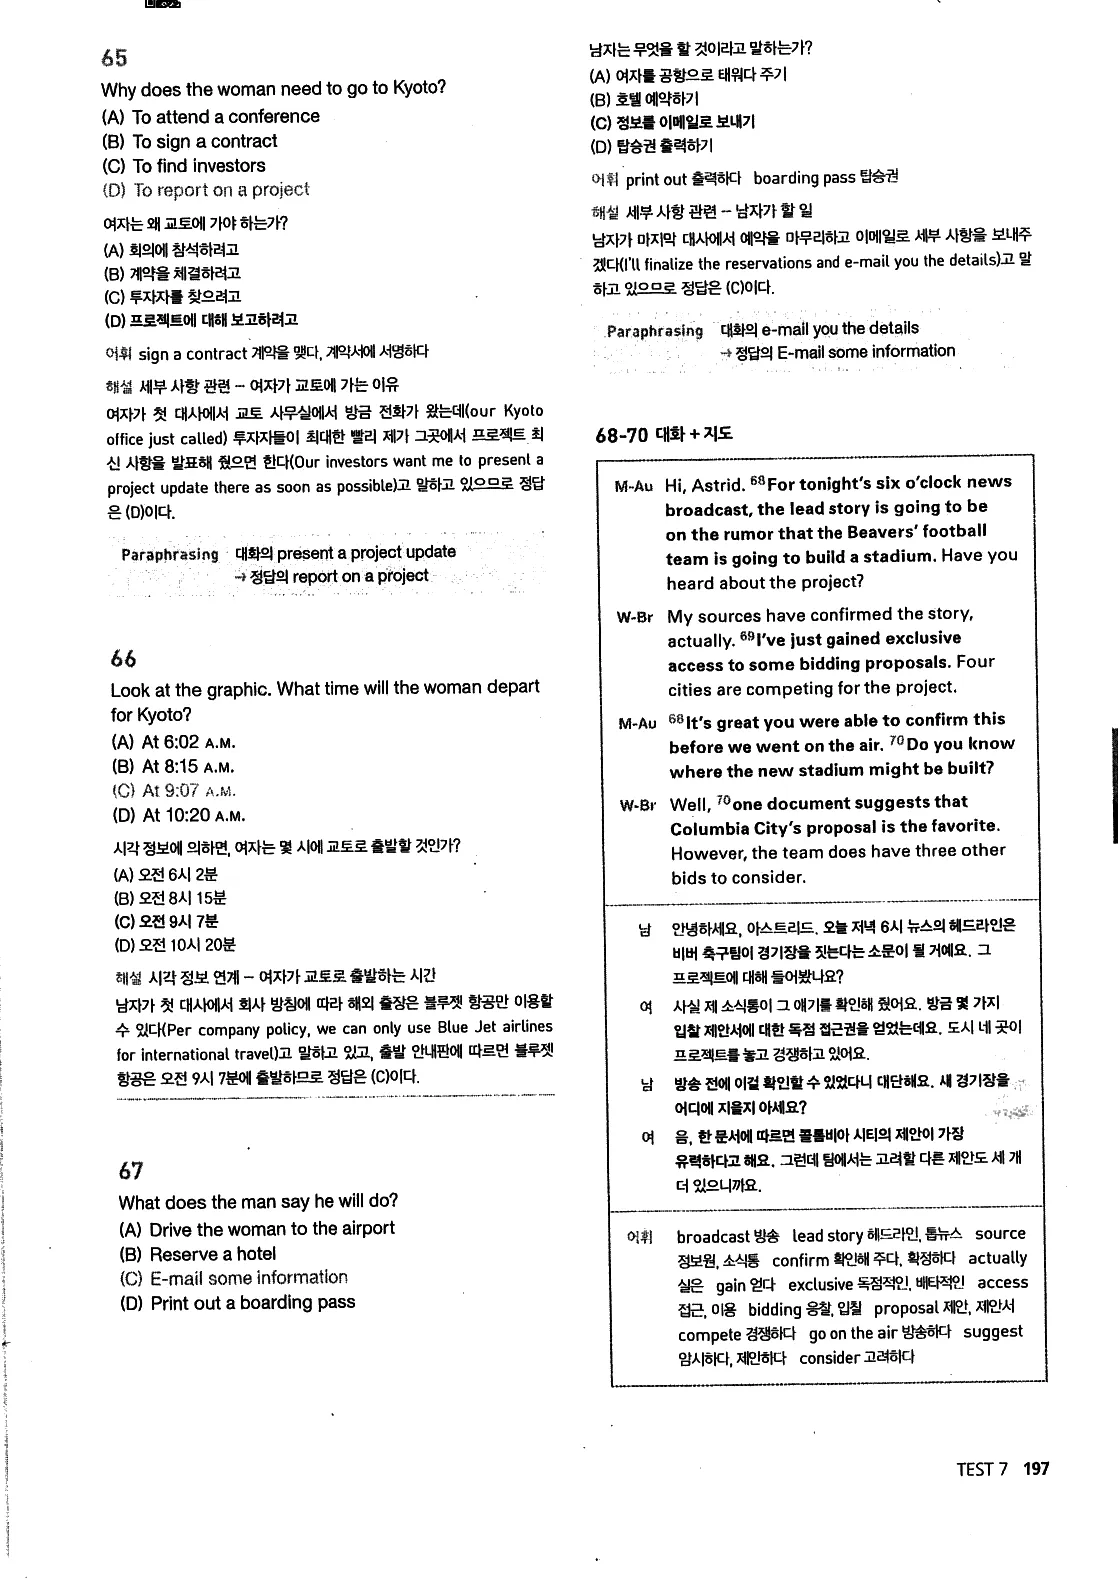 65
Why does the woman need to go to Kyoto?
(A) To attend a conference
(B) To sign a contract
(C) To find investors
(D) To report on a project
여자는 왜 교토에 가야 하는가?
(A) 회의에 참석하려고
(B) 계약을 체결하려고
(C) 투자자를 찾으려고
(D) 프로젝트에 대해 보고하려고
어휘 sign a contract 계약을 맺다, 계약서에 서명하다
해설 세부 사항 관련 – 여자가 교토에 가는 이유
여자가 첫 대사에서 교토 사무실에서 방금 전화가 왔는데(our Kyoto
office just called) 투자자들이 최대한 빨리 제가 그곳에서 프로젝트 최
신 사항을 발표해 줬으면 한다(Our investors want me to present a
project update there as soon as possible)고 말하고 있으므로 정답
은 (D)이다.
Paraphrasing 대화의 present a project update
→ 정답의 report on a project
66
Look at the graphic. What time will the woman depart
for Kyoto?
(A) At 6:02 A.M.
(B) At 8:15 A.M.
(C) At 9:07 A.M.
(D) At 10:20 A.M.
시각 정보에 의하면, 여자는 몇 시에 교토로 출발할 것인가?
(A) 오전 6시 2분
(B) 오전 8시 15분
(C) 오전 9시 7분
(D) 오전 10시 20분
해설 시각 정보 연계 – 여자가 교토로 출발하는 시간
남자가 첫 대사에서 회사 방침에 따라 해외 출장은 블루젯 항공만 이용할
수 있다(Per company policy, we can only use Blue Jet airlines
for international travel)고 말하고 있고, 출발 안내판에 따르면 블루젯
항공은 오전 9시 7분에 출발하므로 정답은 (C)이다.
67
What does the man say he will do?
(A) Drive the woman to the airport
(B) Reserve a hotel
(C) E-mail some information
(D) Print out a boarding pass
남자는 무엇을 할 것이라고 말하는가?
(A) 여자를 공항으로 태워다 주기
(B) 호텔 예약하기
(C) 정보를 이메일로 보내기
(D) 탑승권 출력하기
어휘 print out 출력하다 boarding pass 탑승권
해설 세부 사항 관련 – 남자가 할 일
남자가 마지막 대사에서 예약을 마무리하고 이메일로 세부 사항을 보내주
겠다(I'll finalize the reservations and e-mail you the details)고 말
하고 있으므로 정답은 (C)이다.
Paraphrasing 대화의 e-mail you the details
→ 정답의 E-mail some information
68-70 대화 + 지도
M-Au Hi, Astrid. 68For tonight's six o'clock news
broadcast, the lead story is going to be
on the rumor that the Beavers' football
team is going to build a stadium. Have you
heard about the project?
W-Br My sources have confirmed the story,
actually. 69I've just gained exclusive
access to some bidding proposals. Four
cities are competing for the project.
M-Au 68It's great you were able to confirm this
before we went on the air. 70Do you know
where the new stadium might be built?
W-Br Well, 70one document suggests that
Columbia City's proposal is the favorite.
However, the team does have three other
bids to consider.
남 안녕하세요, 아스트리드. 오늘 저녁 6시 뉴스의 헤드라인은
비버 축구팀이 경기장을 짓는다는 소문이 될 거예요. 그
프로젝트에 대해 들어봤나요?
여 사실 제 소식통이 그 얘기를 확인해 줬어요. 방금 몇 가지
입찰 제안서에 대한 독점 접근권을 얻었는데요. 도시 네 곳이
프로젝트를 놓고 경쟁하고 있어요.
남 방송 전에 이걸 확인할 수 있었다니 대단해요. 새 경기장을
어디에 지을지 아세요?
여 음, 한 문서에 따르면 콜롬비아 시티의 제안이 가장
유력하다고 해요. 그런데 팀에서는 고려할 다른 제안도 세 개
더 있으니까요.
어휘 broadcast 방송 lead story 헤드라인, 톱뉴스 source
정보원, 소식통 confirm 확인해 주다, 확정하다 actually
실은 gain 얻다 exclusive 독점적인, 배타적인 access
접근, 이용 bidding 응찰, 입찰 proposal 제안, 제안서
compete 경쟁하다 go on the air 방송하다 suggest
암시하다, 제안하다 consider 고려하다
TEST 7 197